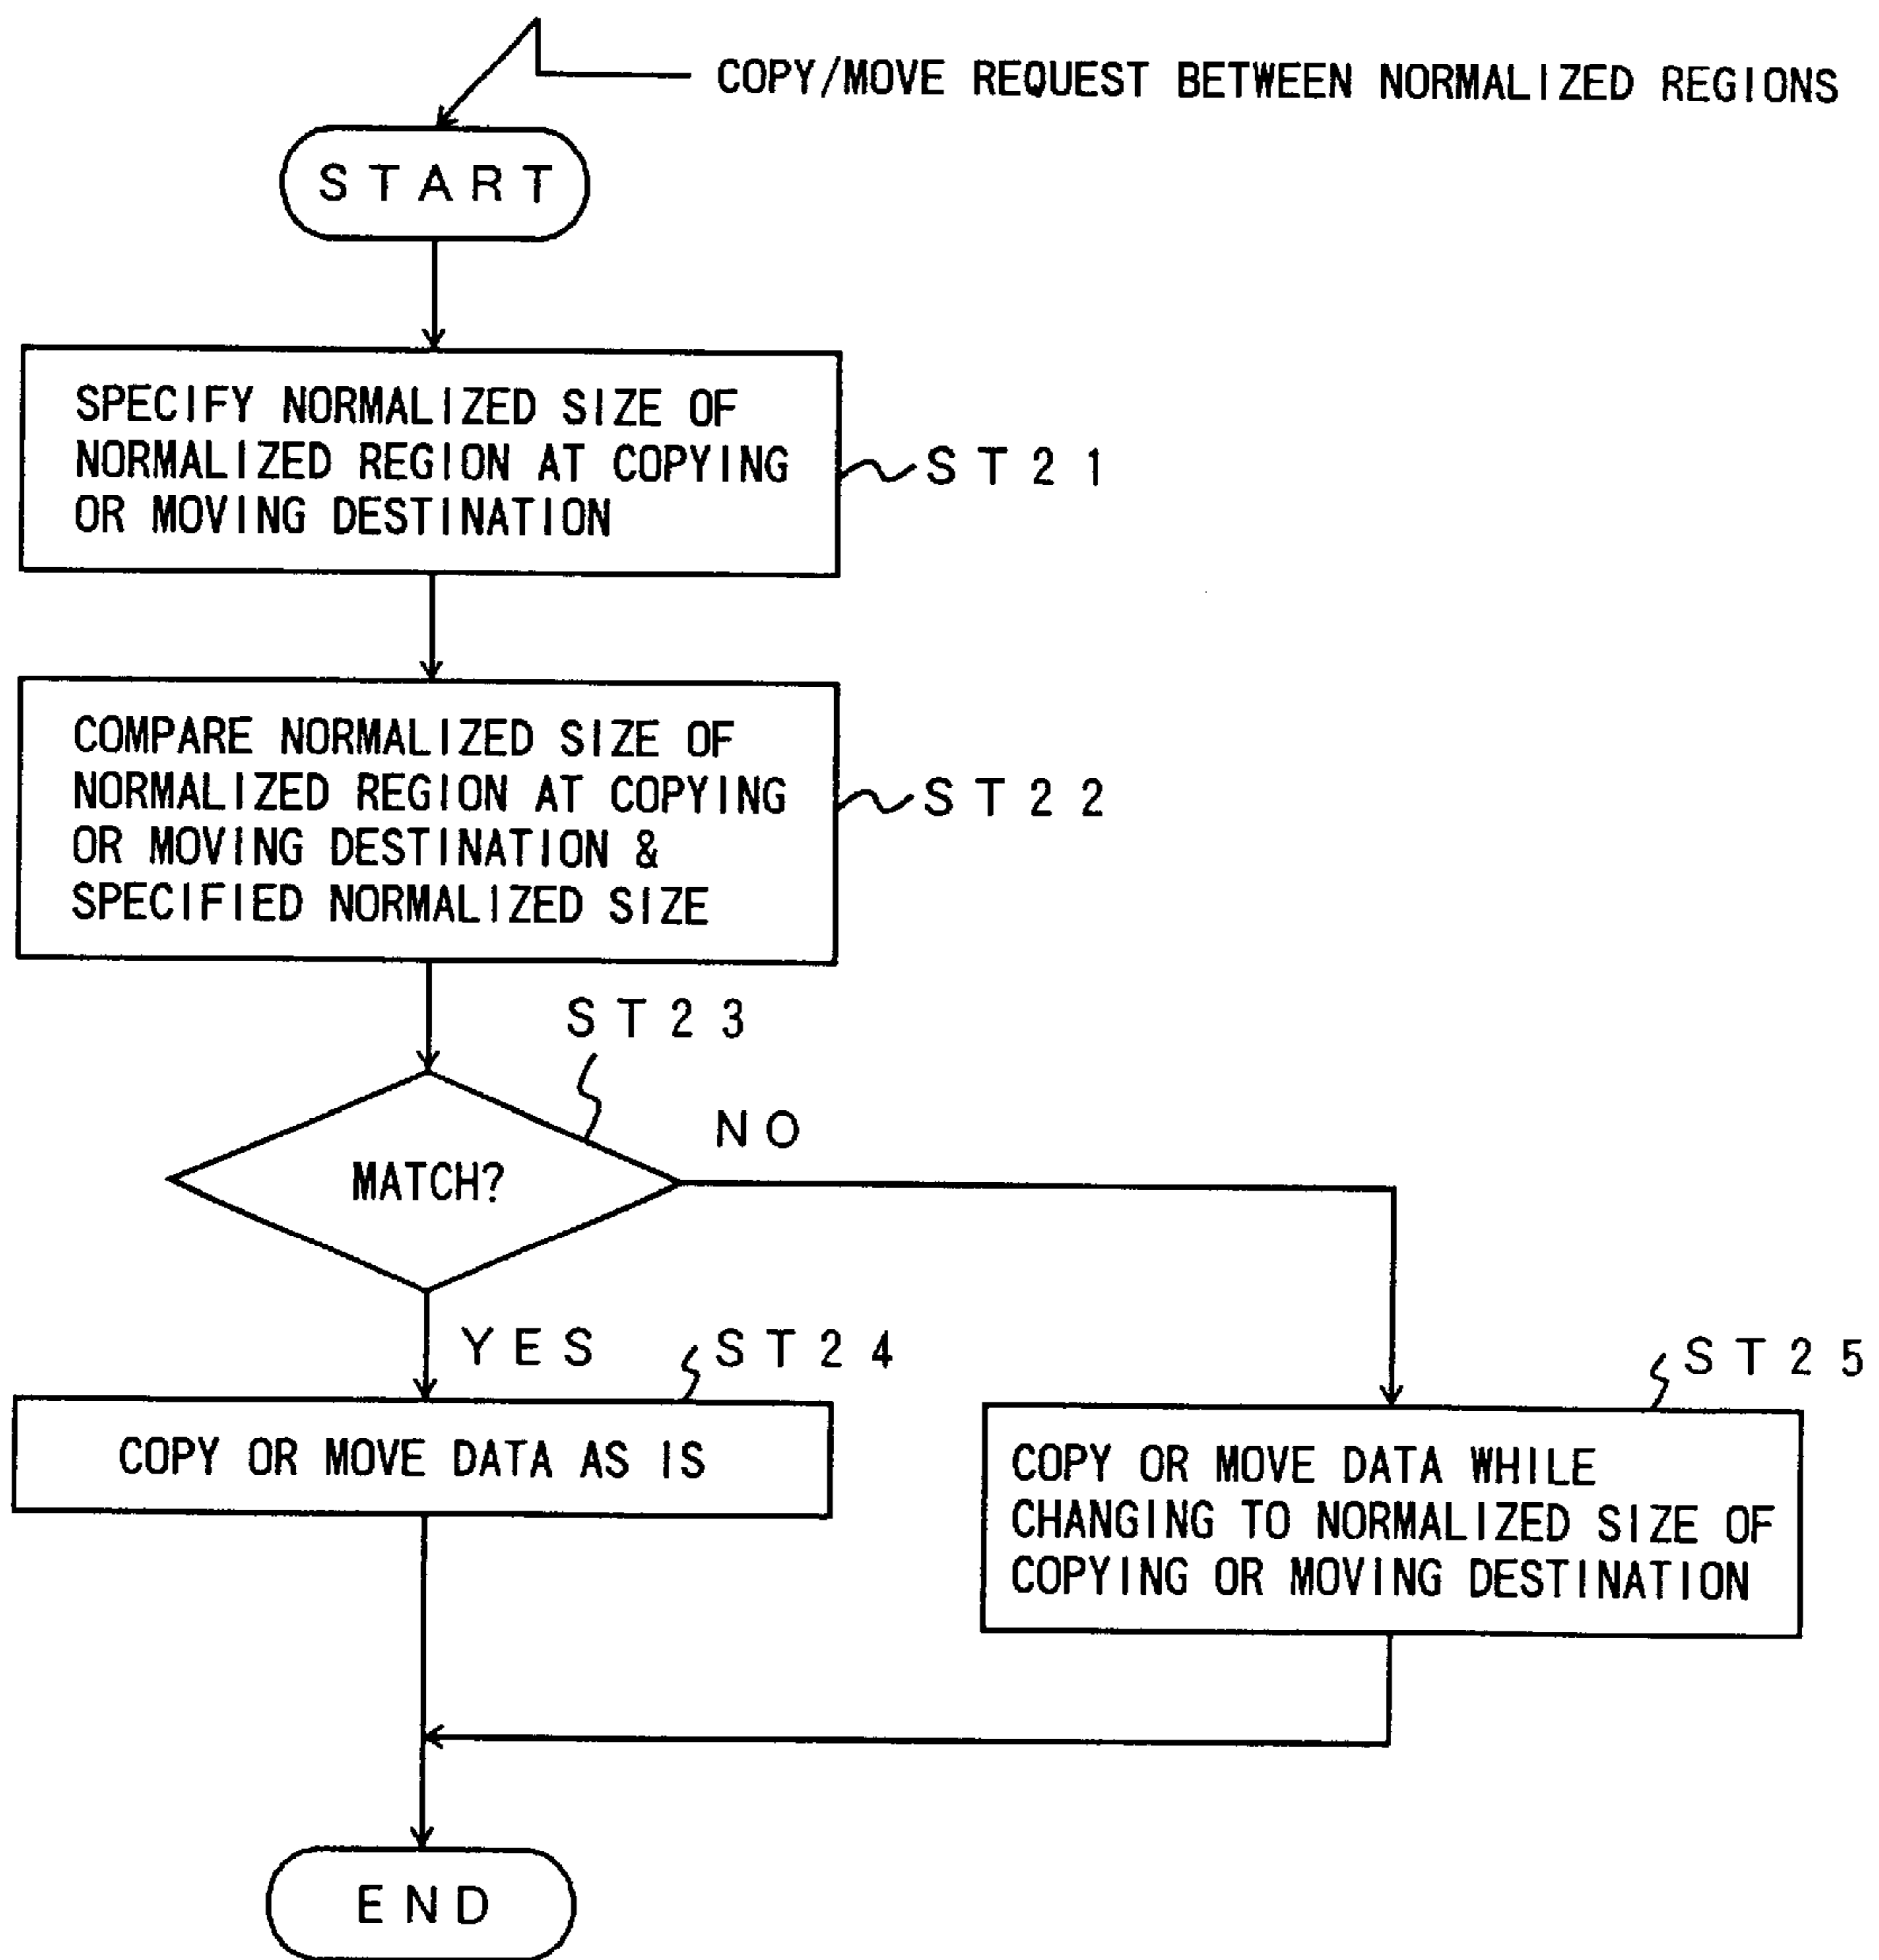 COPY/MOVE REQUEST BETWEEN NORMALIZED REGIONS
START
SPECIFY NORMALIZED SIZE OF
NORMALIZED REGION AT COPYING
OR MOVING DESTINATION
ST21
COMPARE NORMALIZED SIZE OF
NORMALIZED REGION AT COPYING
OR MOVING DESTINATION &
SPECIFIED NORMALIZED SIZE
ST22
ST23
MATCH?
NO
YES
ST24
COPY OR MOVE DATA AS IS
ST25
COPY OR MOVE DATA WHILE
CHANGING TO NORMALIZED SIZE OF
COPYING OR MOVING DESTINATION
END